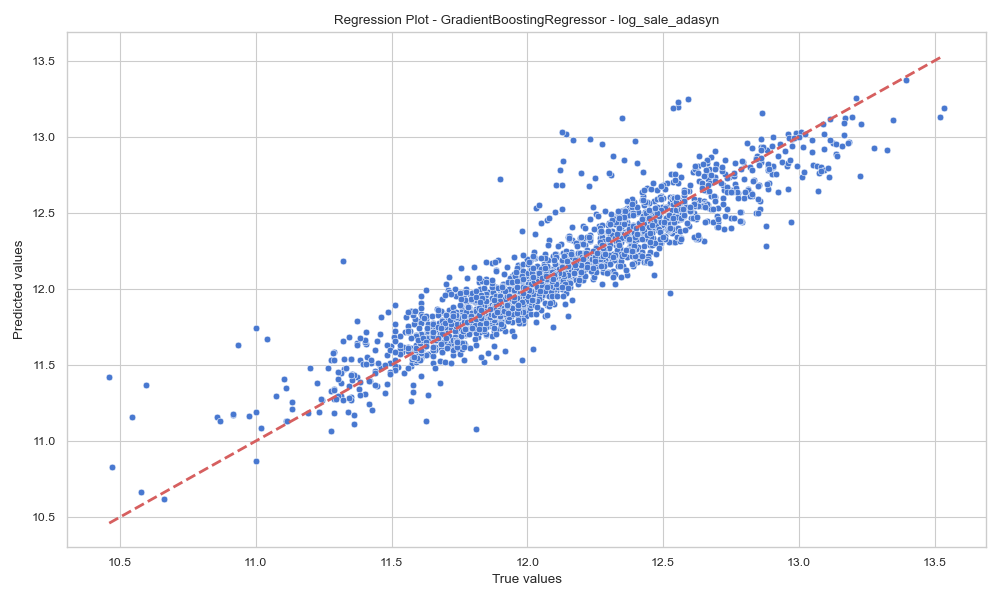 Regression Plot - GradientBoostingRegressor - log_sale_adasyn
13.5
13.0
12.5
12.0
11.5
11.0
10.5
Predicted values
10.5 11.0 11.5 12.0 12.5 13.0 13.5
True values